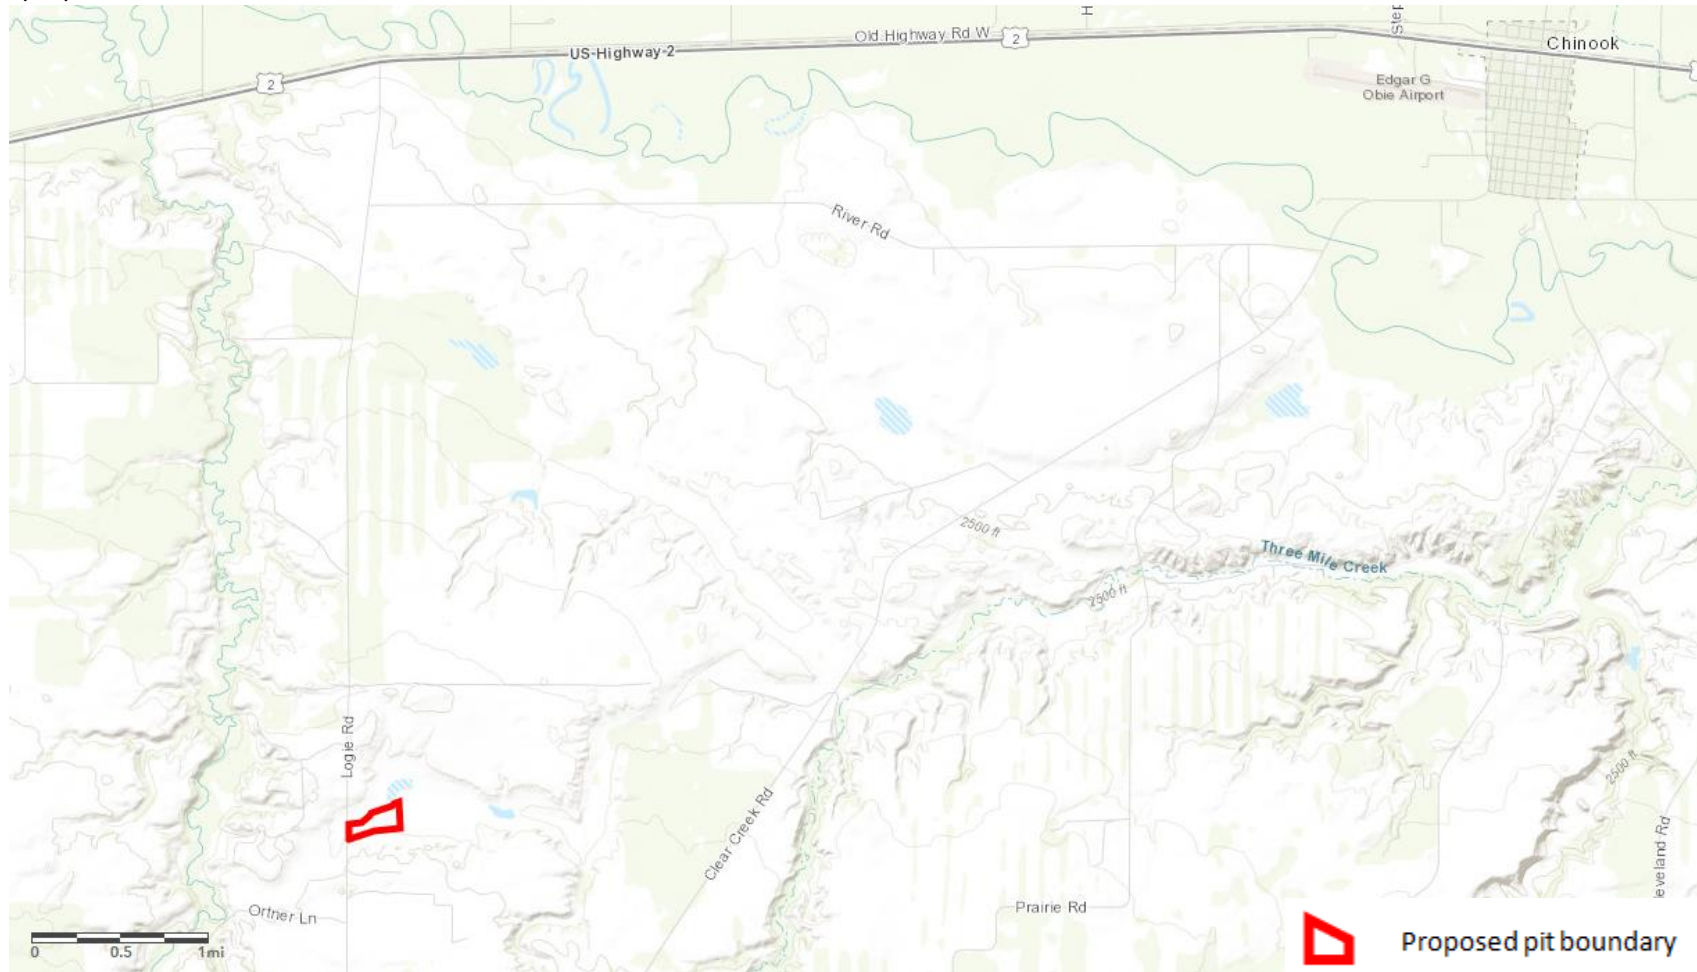 Old Highway Rd W
2
US-Highway-2
2
Chinook
Edgar G
Obie Airport
River Rd
2500 ft
Three Mile Creek
2500 ft
2500 ft
Logie Rd
Clear Creek Rd
Ortner Ln
Prairie Rd
eveland Rd
0 0.5 1mi
Proposed pit boundary